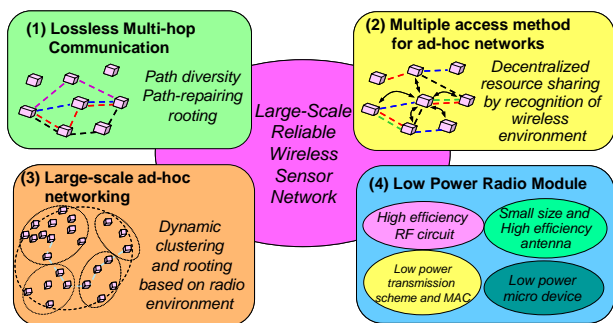 (1) Lossless Multi-hop
Communication
Path diversity
Path-repairing
rooting
(2) Multiple access method
for ad-hoc networks
Decentralized
resource sharing
by recognition of
wireless
environment
Large-Scale
Reliable
Wireless
Sensor
Network
(3) Large-scale ad-hoc
networking
Dynamic
clustering
and rooting
based on radio
environment
(4) Low Power Radio Module
High efficiency
RF circuit
Small size and
High efficiency
antenna
Low power
transmission
scheme and MAC
Low power
micro device